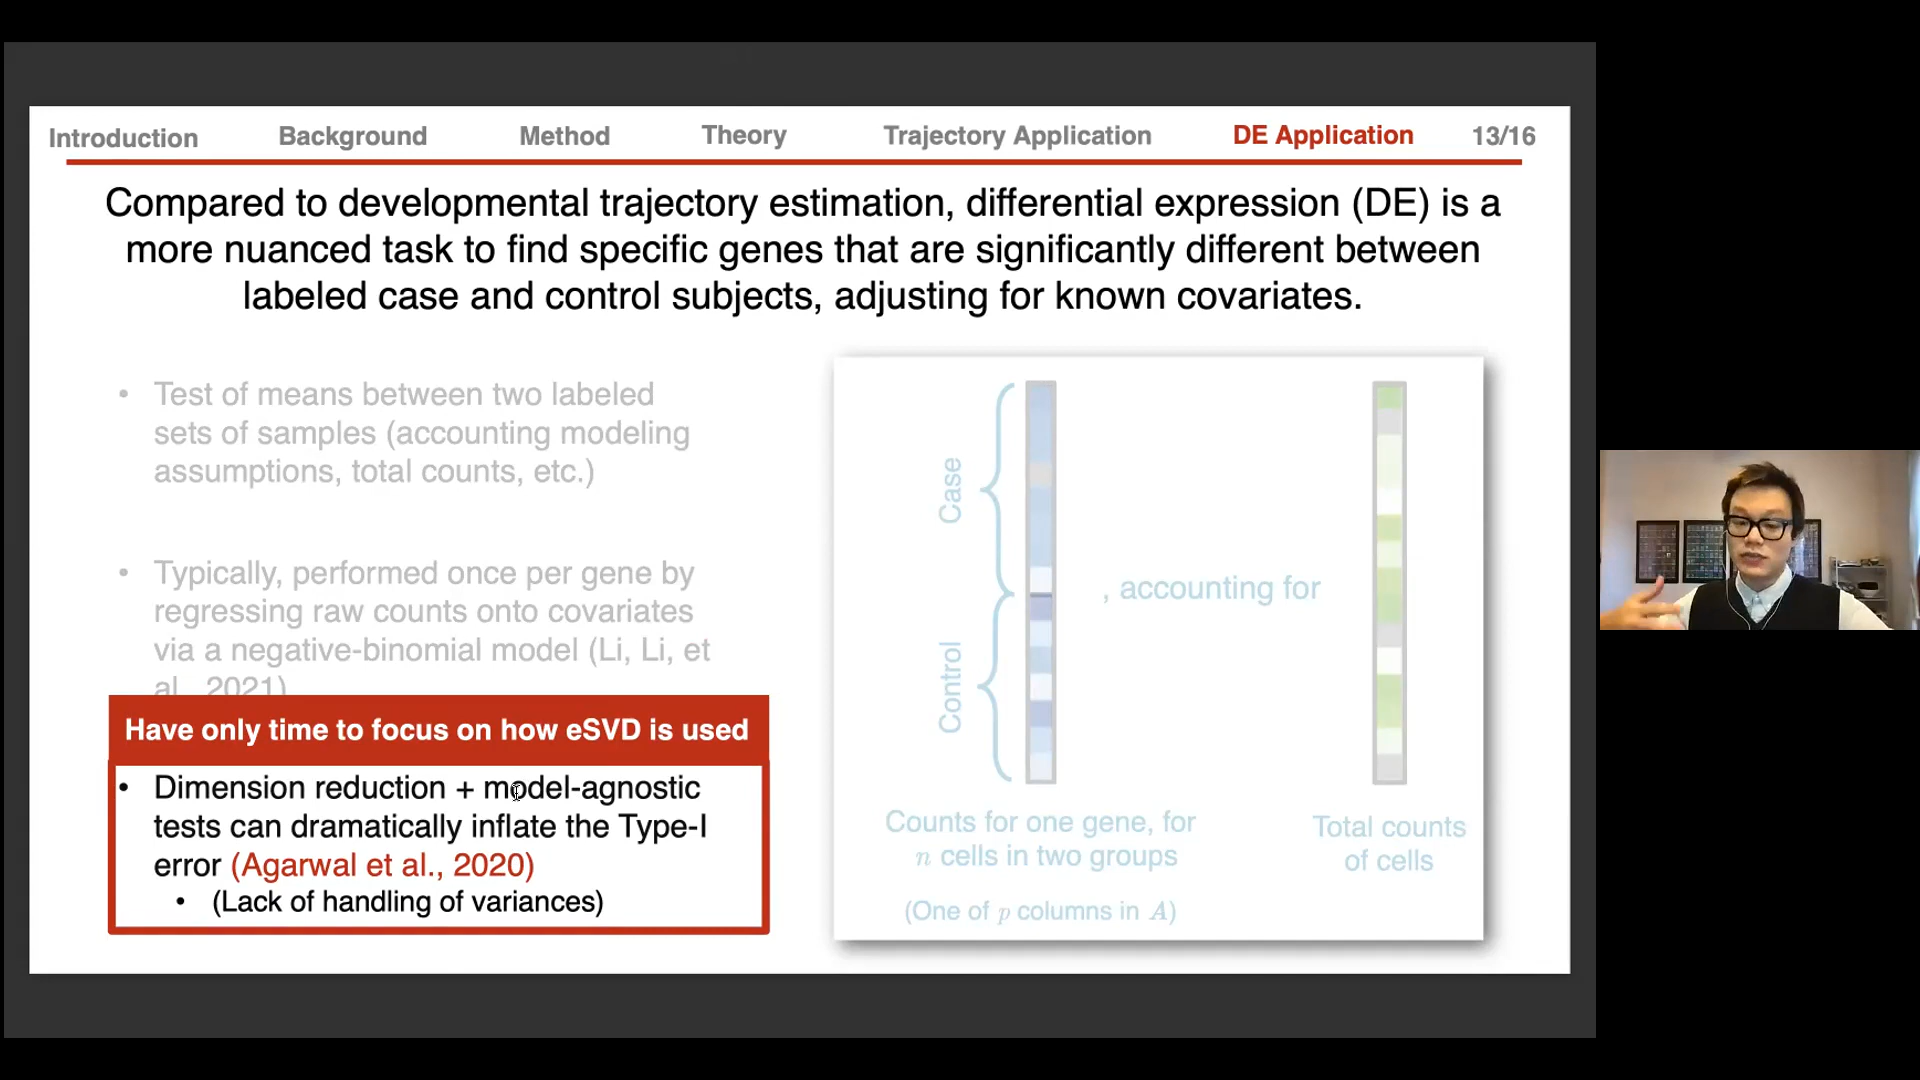 Introduction Background Method Theory Trajectory Application DE Application 13/16
Compared to developmental trajectory estimation, differential expression (DE) is a
more nuanced task to find specific genes that are significantly different between
labeled case and control subjects, adjusting for known covariates.
• Test of means between two labeled
sets of samples (accounting modeling
assumptions, total counts, etc.)
• Typically, performed once per gene by
regressing raw counts onto covariates
via a negative-binomial model (Li, Li, et
al., 2021)
Have only time to focus on how eSVD is used
• Dimension reduction + model-agnostic
tests can dramatically inflate the Type-I
error (Agarwal et al., 2020)
• (Lack of handling of variances)
Case
Control
, accounting for
Counts for one gene, for
n cells in two groups
(One of p columns in A)
Total counts
of cells